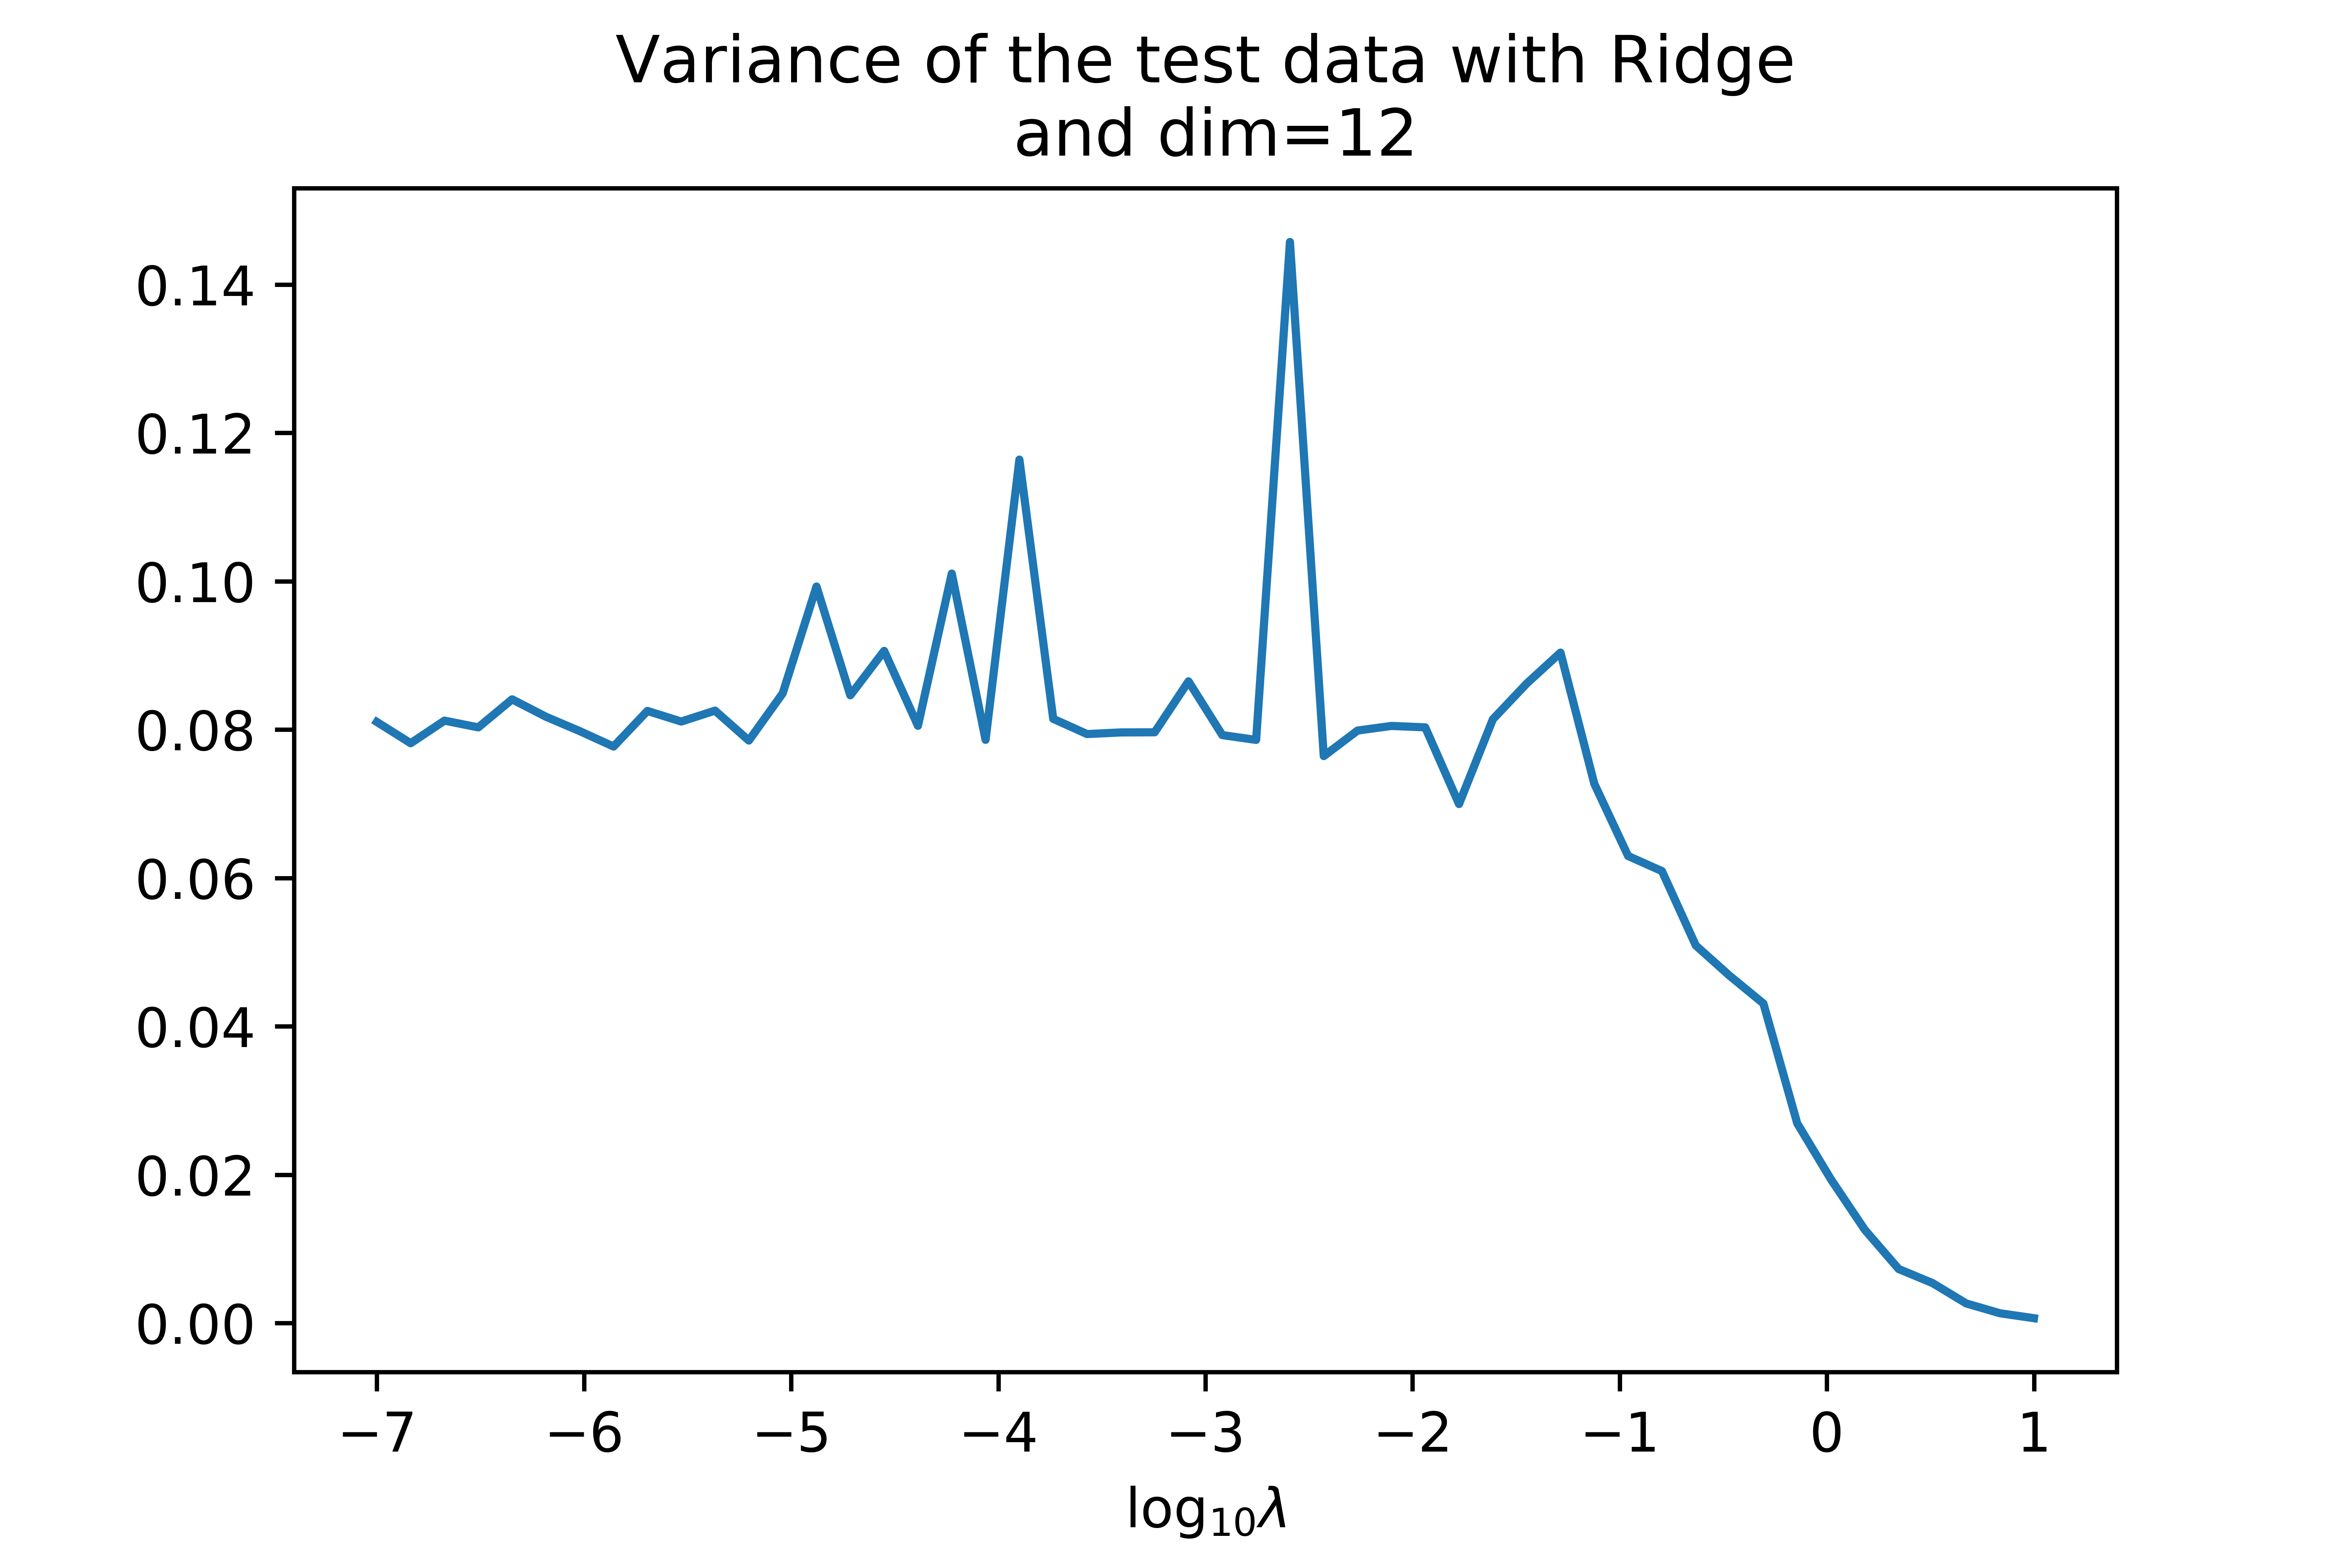 Variance of the test data with Ridge
and dim=12
0.14
0.12
0.10
0.08
0.06
0.04
0.02
0.00
−7 −6 −5 −4 −3 −2 −1 0 1
log₁₀λ